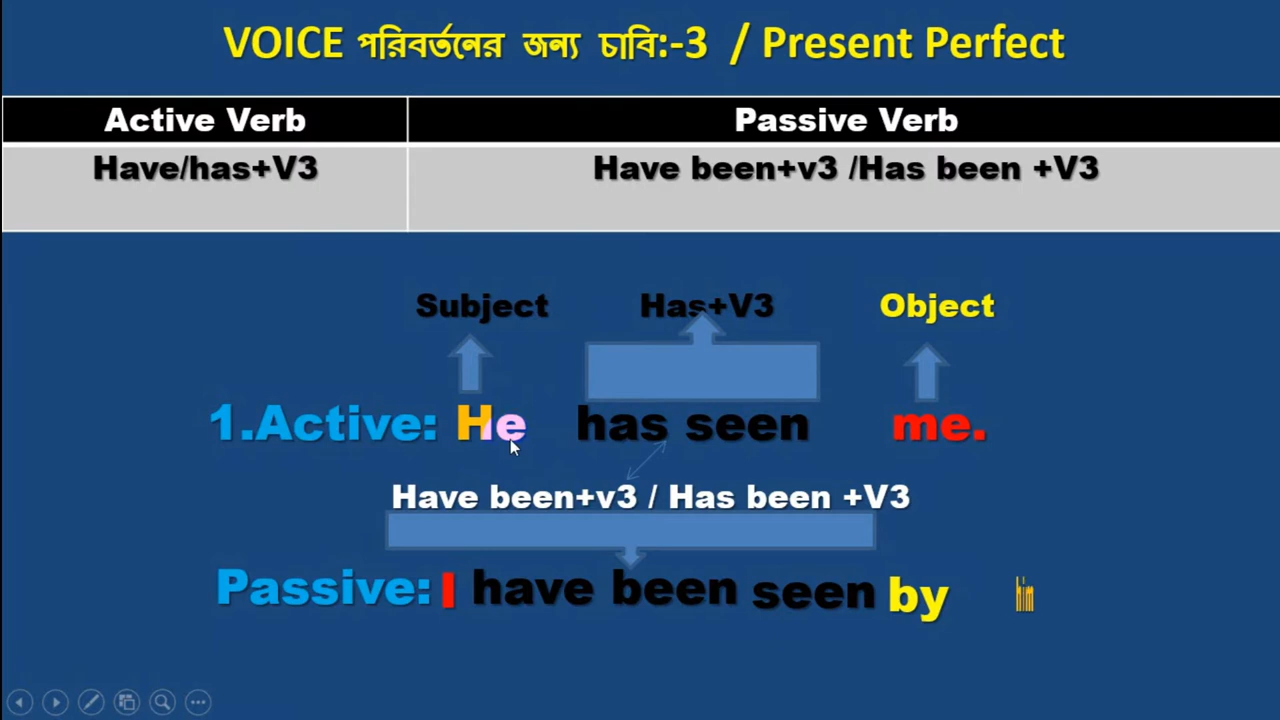 VOICE পরিবর্তনের জন্য চাবি:-3 / Present Perfect
Active Verb Passive Verb
Have/has+V3 Have been+v3 /Has been +V3
Subject Has+V3 Object
1.Active: He has seen me.
Have been+v3 / Has been +V3
Passive: I have been seen by him